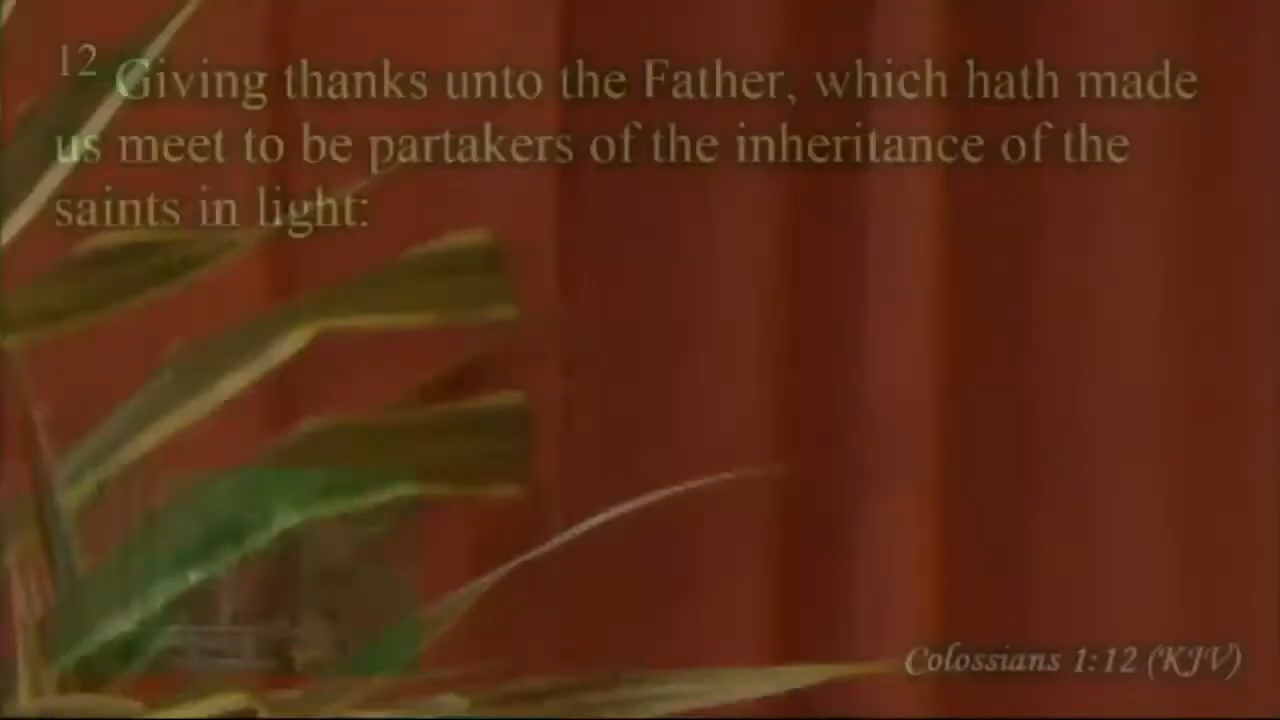 12 Giving thanks unto the Father, which hath made
us meet to be partakers of the inheritance of the
saints in light:
Colossians 1:12 (KJV)